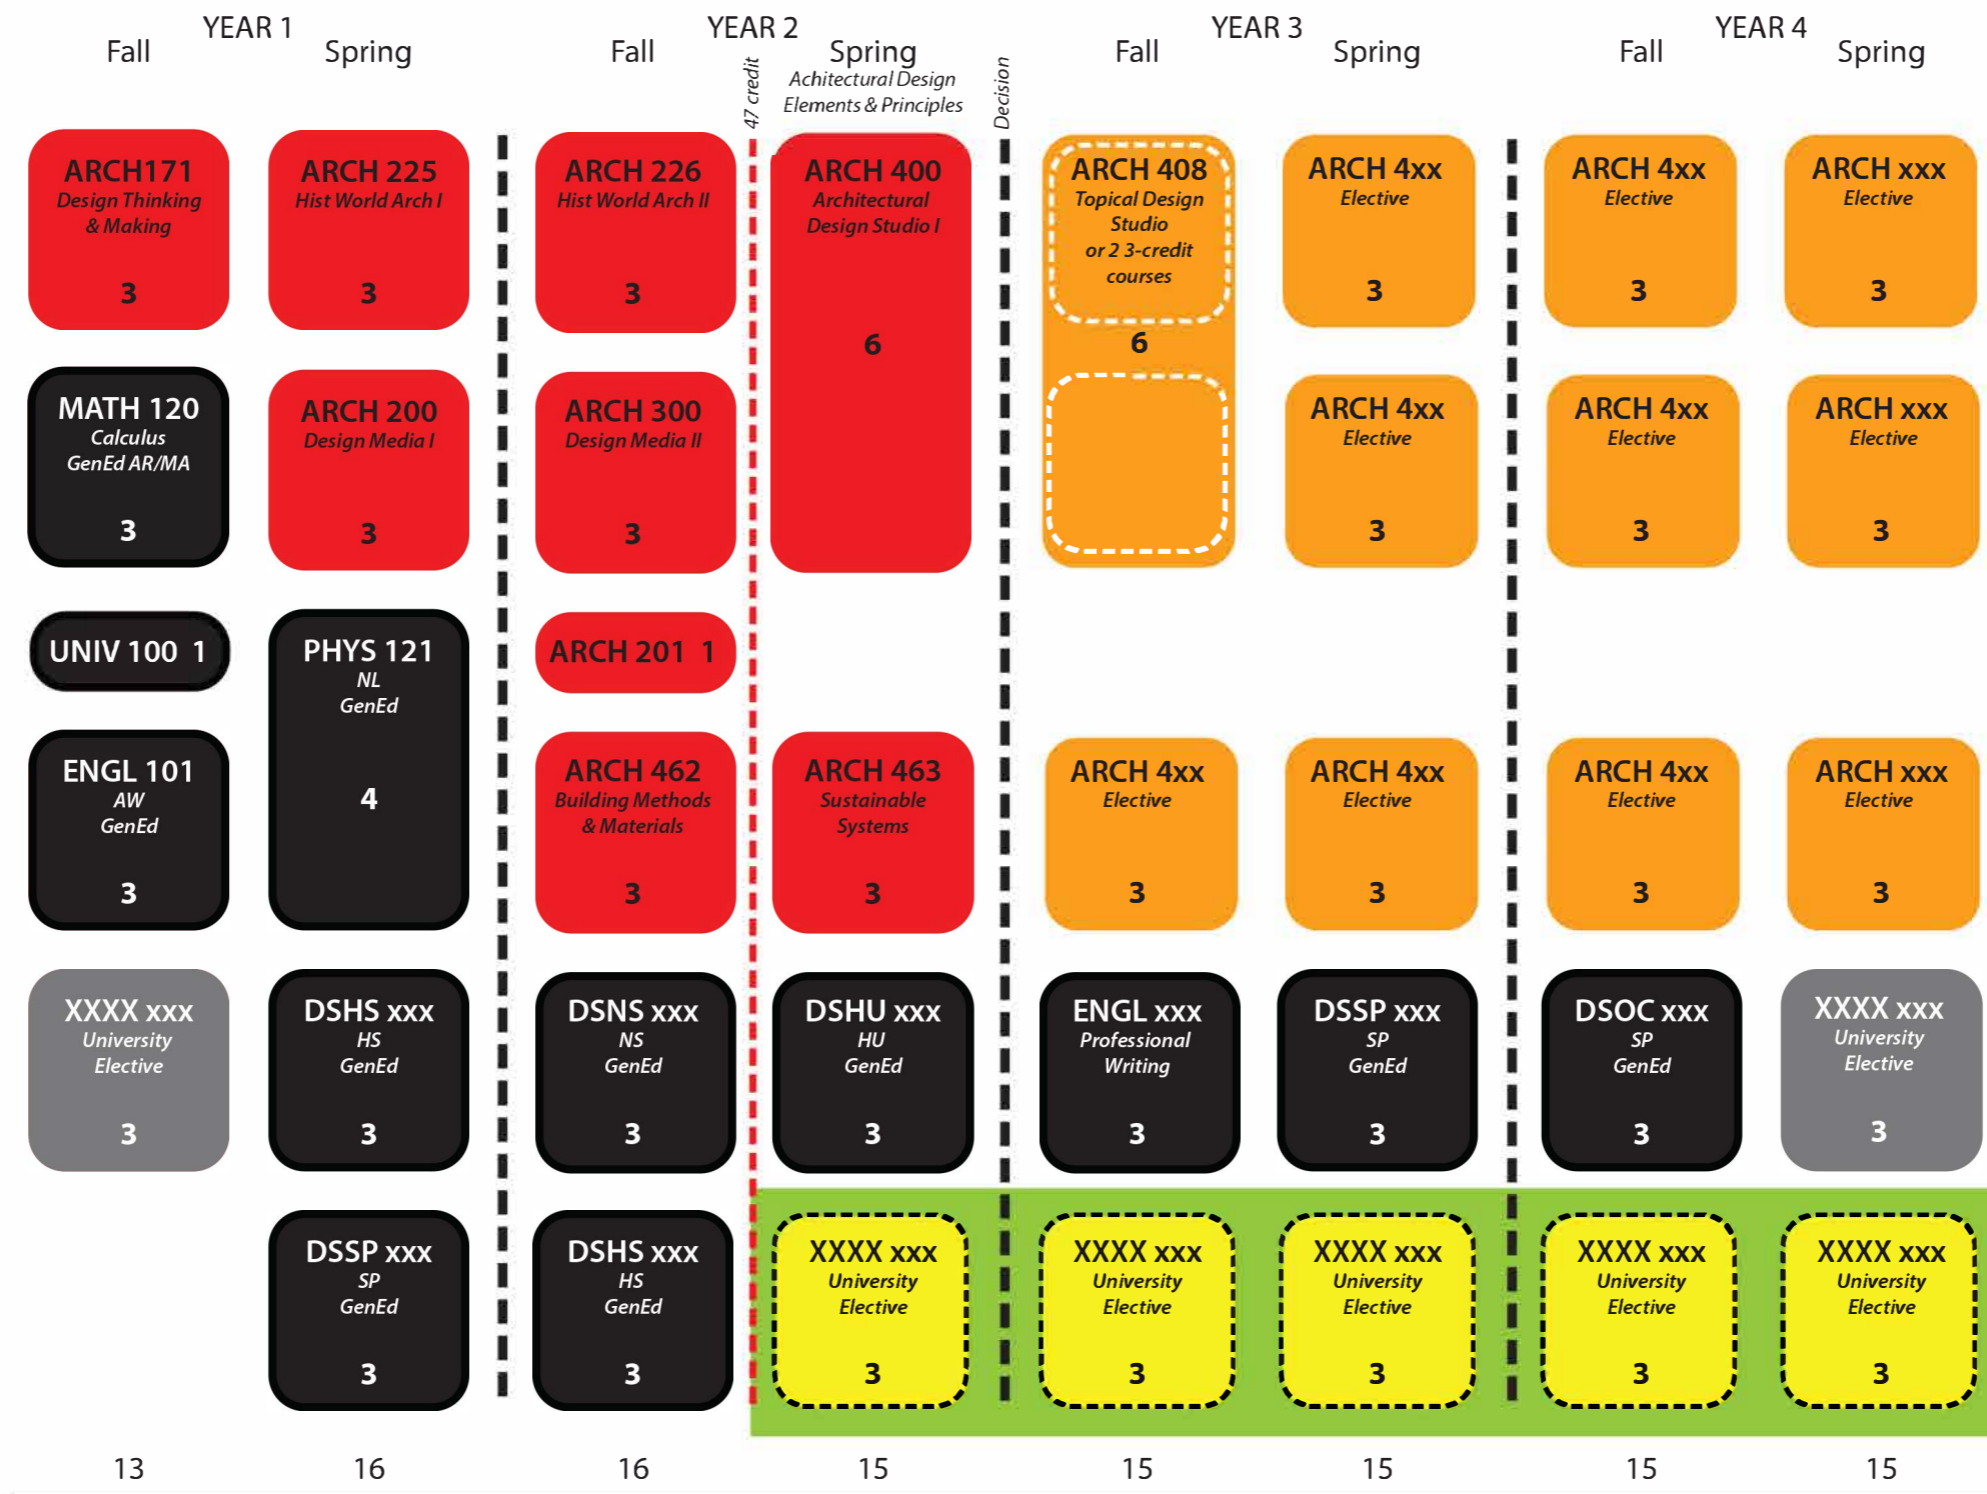 YEAR 1
Fall
Spring
YEAR 2
Fall
47 credit
Spring
Achitectural Design
Elements & Principles
Decision
YEAR 3
Fall
Spring
YEAR 4
Fall
Spring
ARCH171
Design Thinking
& Making
3
ARCH 225
Hist World Arch I
3
ARCH 226
Hist World Arch II
3
ARCH 400
Architectural
Design Studio I
6
ARCH 408
Topical Design
Studio
or 2 3-credit
courses
6
ARCH 4xx
Elective
3
ARCH 4xx
Elective
3
ARCH xxx
Elective
3
MATH 120
Calculus
GenEd AR/MA
3
ARCH 200
Design Media I
3
ARCH 300
Design Media II
3
ARCH 4xx
Elective
3
ARCH 4xx
Elective
3
ARCH xxx
Elective
3
UNIV 100 1
PHYS 121
NL
GenEd
4
ARCH 201 1
ENGL 101
AW
GenEd
3
ARCH 462
Building Methods
& Materials
3
ARCH 463
Sustainable
Systems
3
ARCH 4xx
Elective
3
ARCH 4xx
Elective
3
ARCH 4xx
Elective
3
ARCH xxx
Elective
3
XXXX xxx
University
Elective
3
DSHS xxx
HS
GenEd
3
DSNS xxx
NS
GenEd
3
DSHU xxx
HU
GenEd
3
ENGL xxx
Professional
Writing
3
DSSP xxx
SP
GenEd
3
DSOC xxx
SP
GenEd
3
XXXX xxx
University
Elective
3
DSSP xxx
SP
GenEd
3
DSHS xxx
HS
GenEd
3
XXXX xxx
University
Elective
3
XXXX xxx
University
Elective
3
XXXX xxx
University
Elective
3
XXXX xxx
University
Elective
3
XXXX xxx
University
Elective
3
13
16
16
15
15
15
15
15